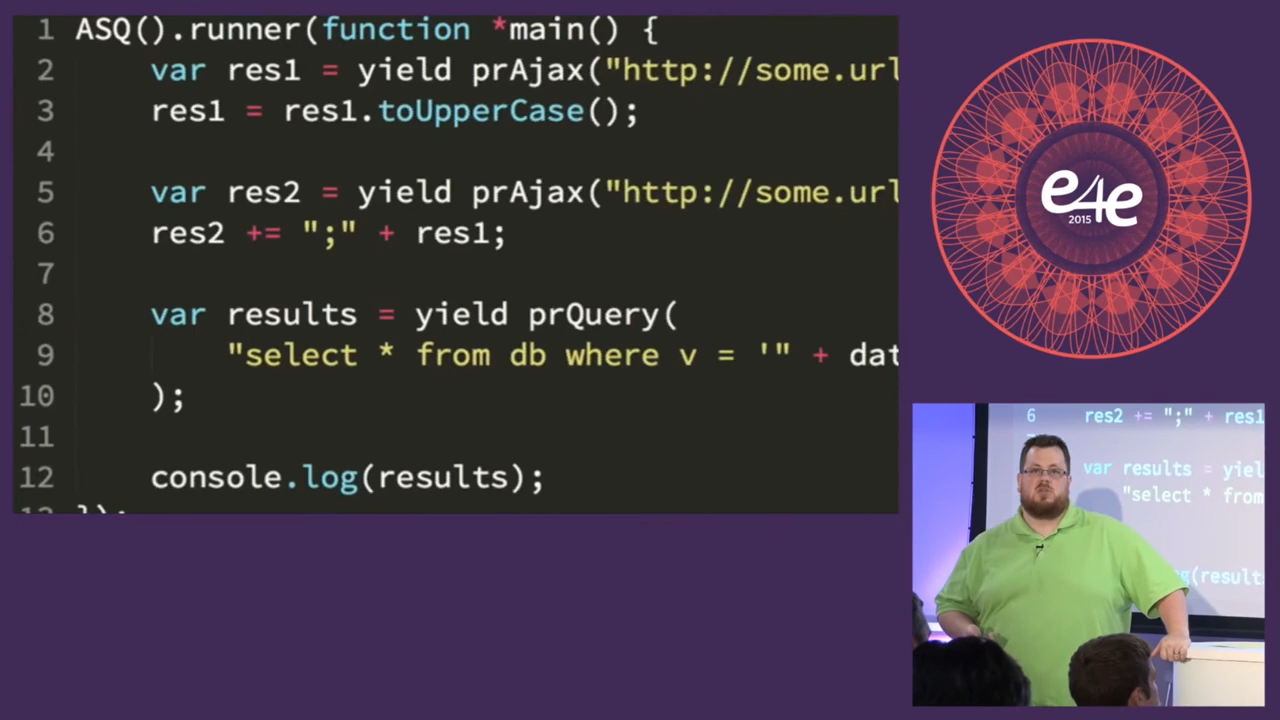 1 ASQ().runner(function *main() {
2 var res1 = yield prAjax("http://some.url
3 res1 = res1.toUpperCase();
4
5 var res2 = yield prAjax("http://some.url
6 res2 += ";" + res1;
7
8 var results = yield prQuery(
9 "select * from db where v = '" + dat
10 );
11
12 console.log(results);
});
e4e
2015
6 res2 += ";" + res1
var results = yiel
"select * from
g(result